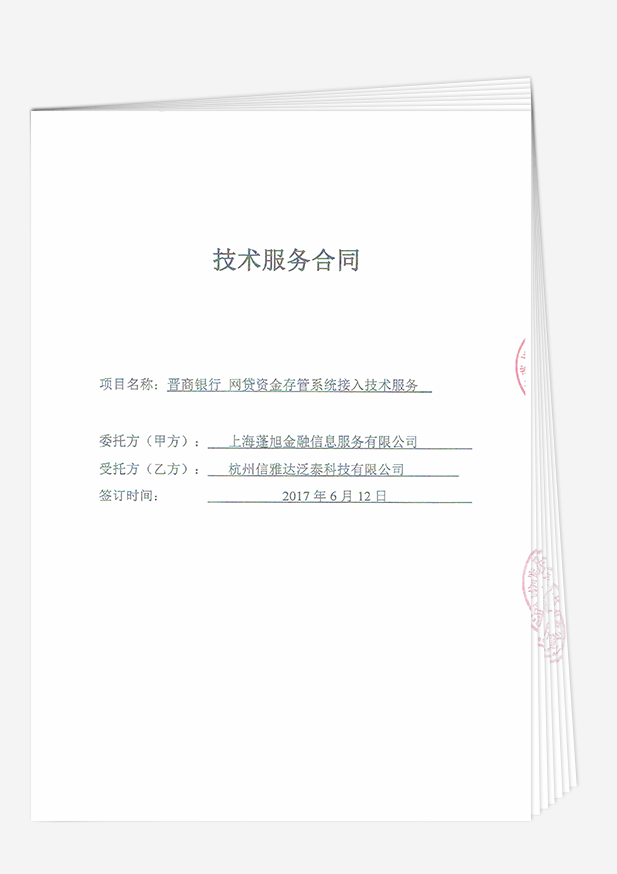 技术服务合同
项目名称：晋商银行 网贷资金存管系统接入技术服务
委托方（甲方）： 上海蓬旭金融信息服务有限公司
受托方（乙方）： 杭州信雅达泛泰科技有限公司
签订时间： 2017 年 6 月 12 日